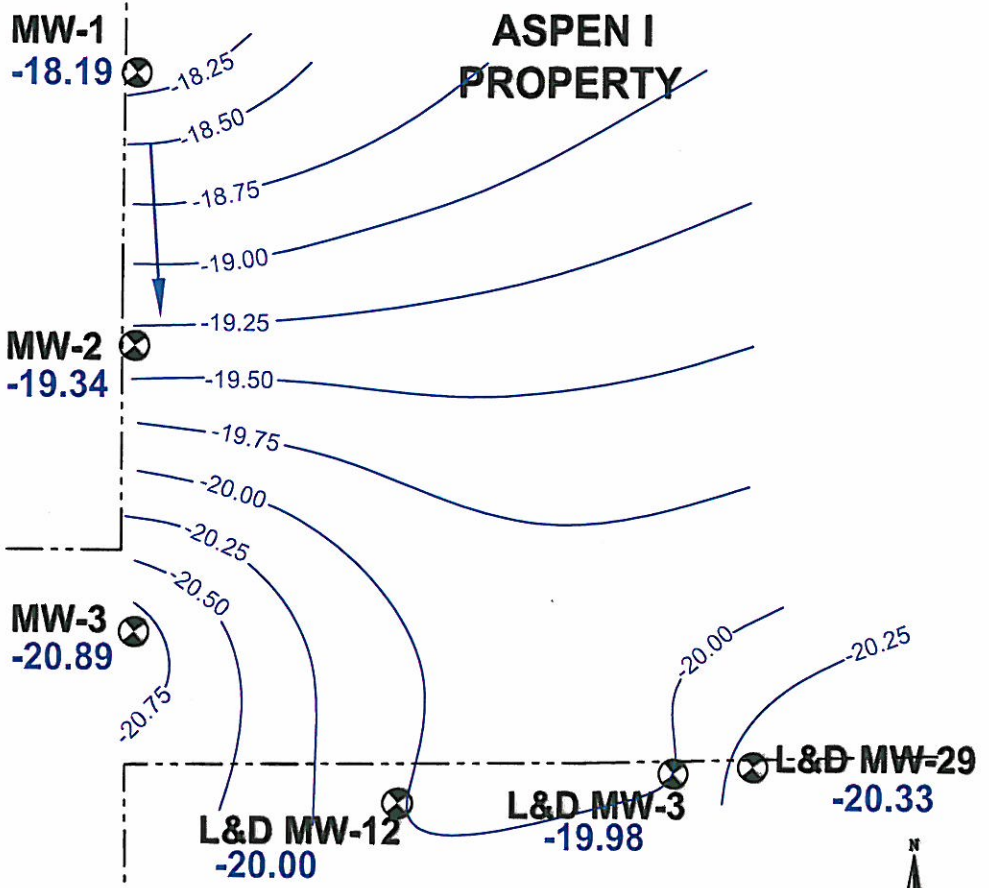 MW-1
-18.19
ASPEN I
PROPERTY
-18.25
-18.50
-18.75
-19.00
-19.25
MW-2
-19.34
-19.50
-19.75
-20.00
-20.25
-20.50
MW-3
-20.89
-20.75
-20.00
-20.25
L&D MW-29
-20.33
L&D MW-3
-19.98
L&D MW-12
-20.00
N